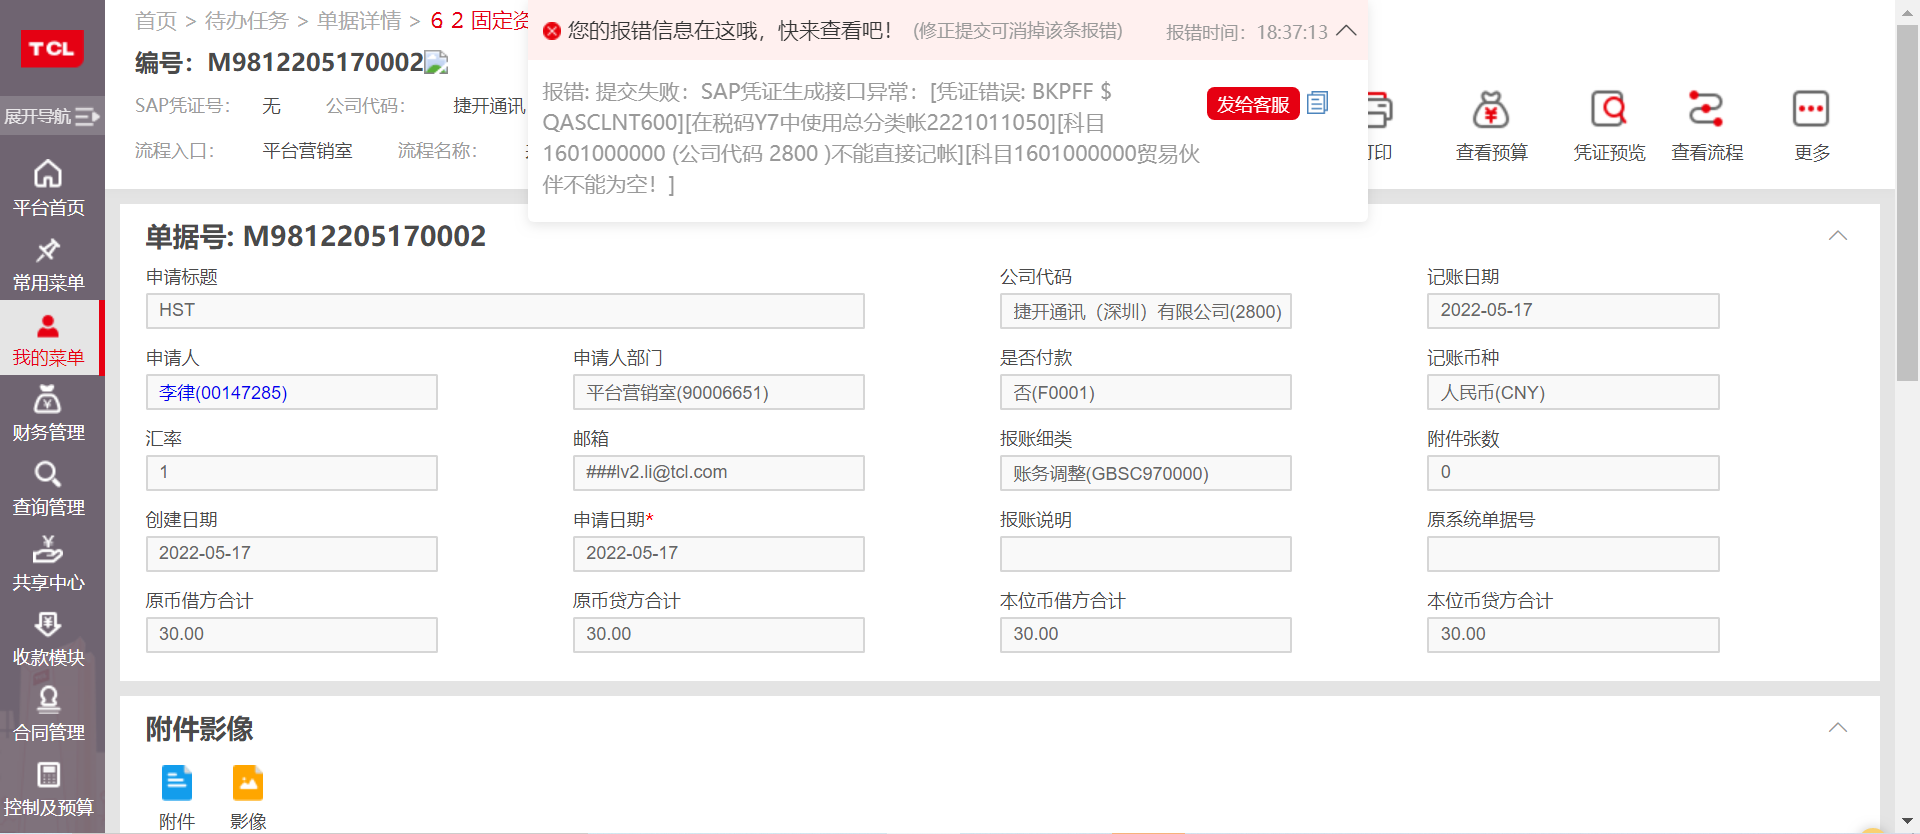 TCL
展开导航
平台首页
常用菜单
我的菜单
财务管理
查询管理
共享中心
收款模块
合同管理
控制及预算
首页 > 待办任务 > 单据详情 > 6 2 固定资
编号：M9812205170002
SAP凭证号： 无 公司代码： 捷开通讯
流程入口： 平台营销室 流程名称：
您的报错信息在这哦，快来查看吧！ (修正提交可消掉该条报错) 报错时间：18:37:13
报错: 提交失败：SAP凭证生成接口异常：[凭证错误: BKPFF $
QASCLNT600][在税码Y7中使用总分类帐2221011050][科目
1601000000 (公司代码 2800 )不能直接记帐][科目1601000000贸易伙
伴不能为空！]
发给客服
印 查看预算 凭证预览 查看流程 更多
单据号: M9812205170002
申请标题 公司代码 记账日期
HST 捷开通讯（深圳）有限公司(2800) 2022-05-17
申请人 申请人部门 是否付款 记账币种
李律(00147285) 平台营销室(90006651) 否(F0001) 人民币(CNY)
汇率 邮箱 报账细类 附件张数
1 ###lv2.li@tcl.com 账务调整(GBSC970000) 0
创建日期 申请日期* 报账说明 原系统单据号
2022-05-17 2022-05-17
原币借方合计 原币贷方合计 本位币借方合计 本位币贷方合计
30.00 30.00 30.00 30.00
附件影像
附件 影像